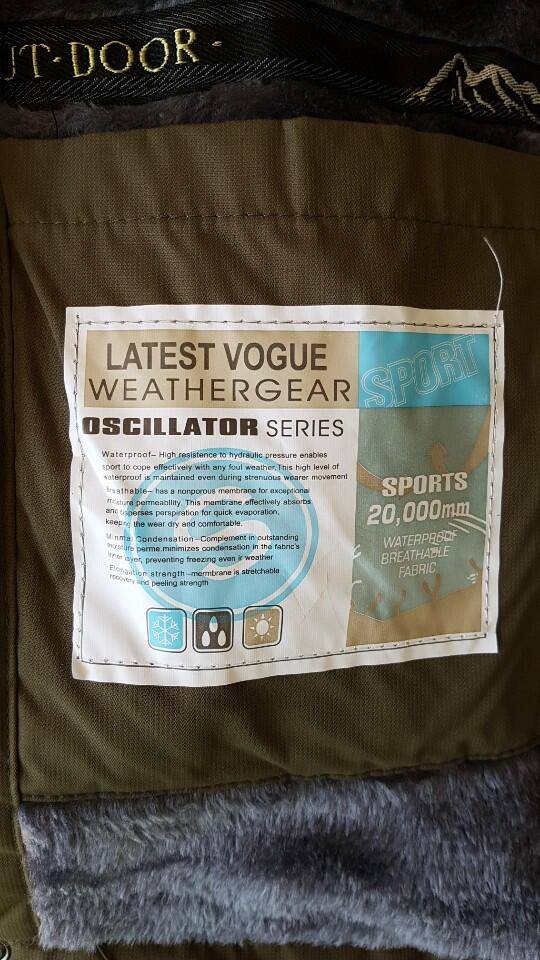 UT·DOOR·
LATEST VOGUE
WEATHERGEAR
SPORT
OSCILLATOR SERIES
Waterproof– High resistence to hydraulic pressure enables
sport to cope effectively with any foul weather,This high level of
waterproof is maintained even during strenuous wearer movement
Breathable– has a nonporous membrane for exceptional
moisture permeability. This membrane effectively absorbs
and disperses perspiration for quick evaporation,
keeping the wear dry and comfortable.
Condensation–Complement in outstanding
moisture perme.minimizes condensation in the fabric's
inner layer, preventing freezing even ir weather
Elongation strength–mermbrane is stretchable
recovery and peeling strength
SPORTS
20,000mm
WATERPROOF
BREATHABLE
FABRIC